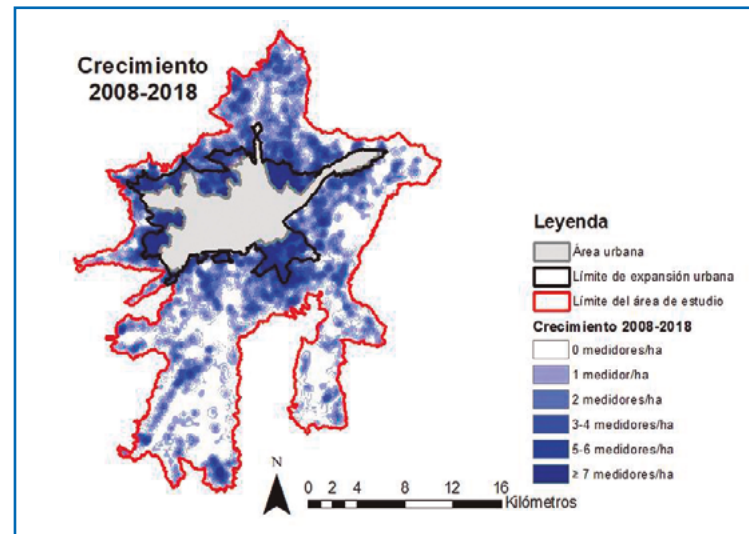 Crecimiento
2008-2018
Leyenda
Área urbana
Límite de expansión urbana
Límite del área de estudio
Crecimiento 2008-2018
0 medidores/ha
1 medidor/ha
2 medidores/ha
3-4 medidores/ha
5-6 medidores/ha
≥ 7 medidores/ha
N
0 2 4 8 12 16
Kilómetros